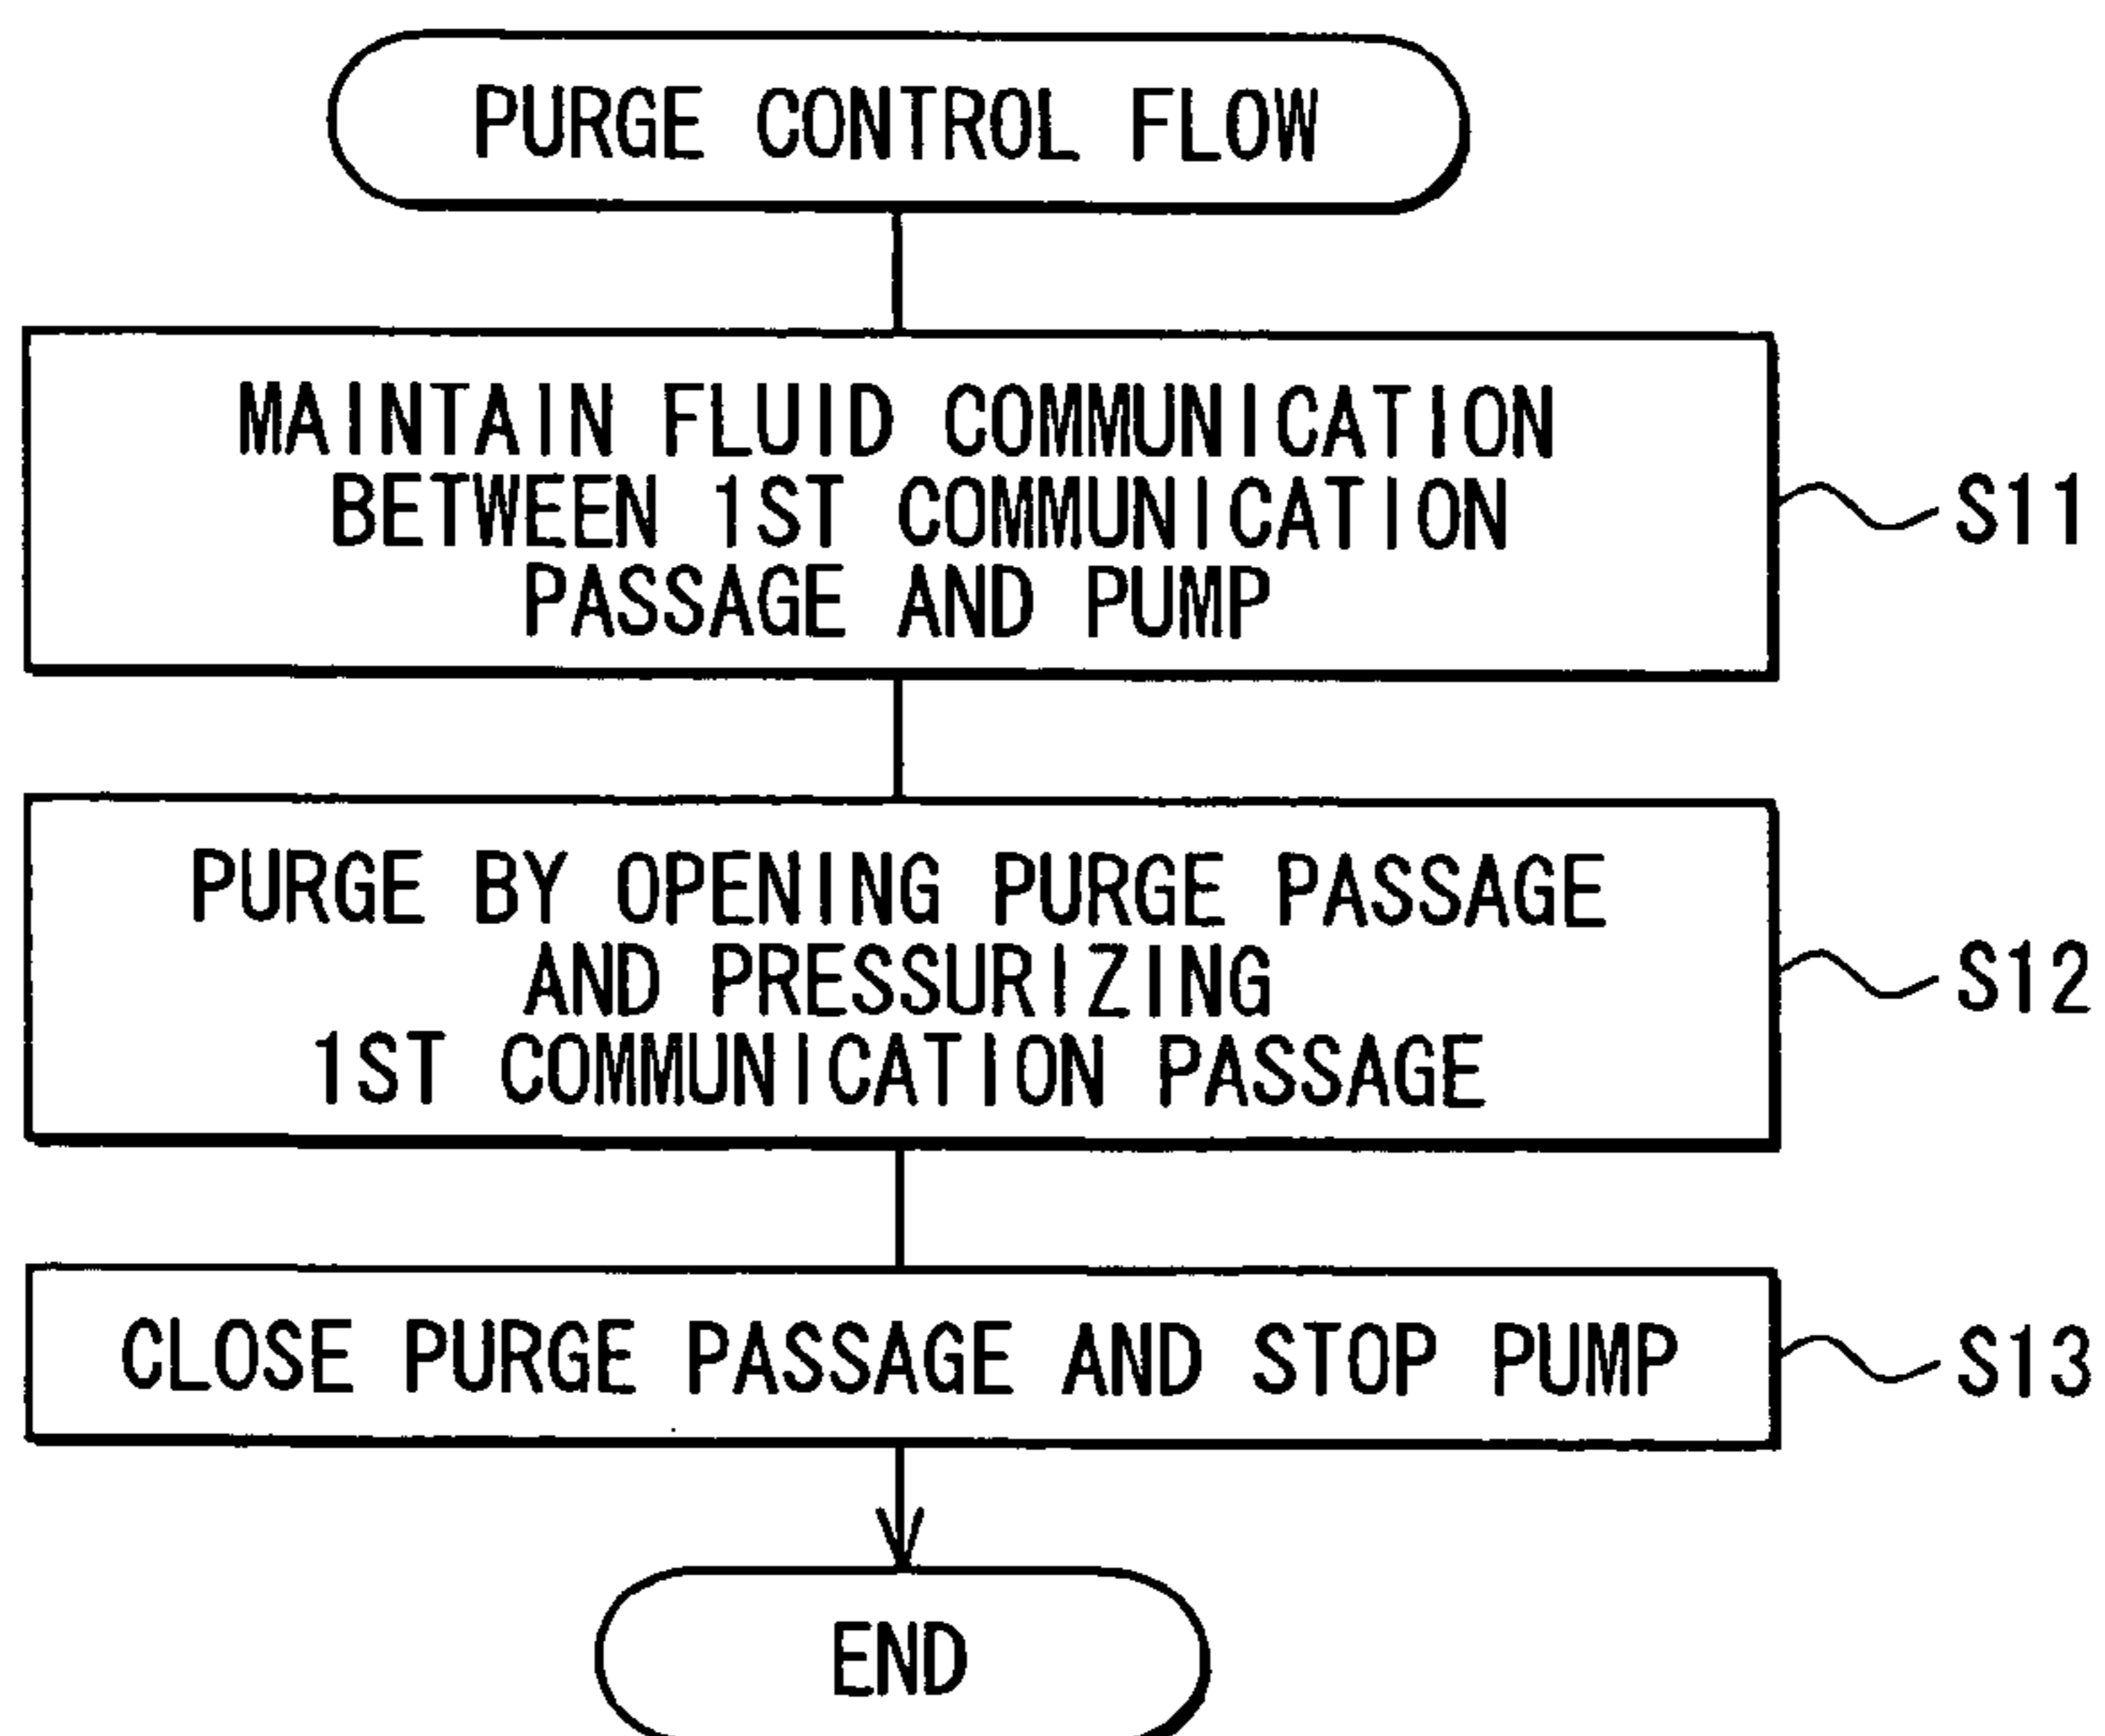 PURGE CONTROL FLOW
MAINTAIN FLUID COMMUNICATION
BETWEEN 1ST COMMUNICATION
PASSAGE AND PUMP
S11
PURGE BY OPENING PURGE PASSAGE
AND PRESSURIZING
1ST COMMUNICATION PASSAGE
S12
CLOSE PURGE PASSAGE AND STOP PUMP
S13
END